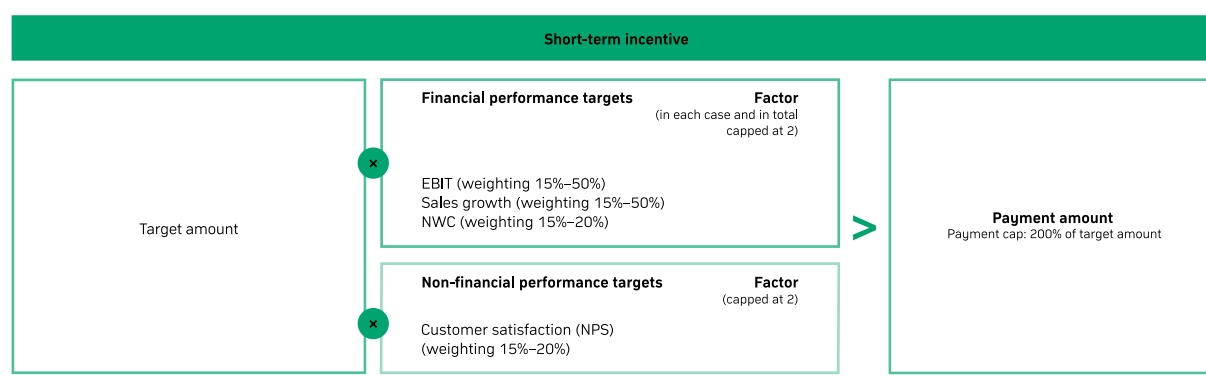 Short-term incentive
Target amount
×
Financial performance targets
Factor
(in each case and in total
capped at 2)
EBIT (weighting 15%–50%)
Sales growth (weighting 15%–50%)
NWC (weighting 15%–20%)
×
Non-financial performance targets
Factor
(capped at 2)
Customer satisfaction (NPS)
(weighting 15%–20%)
>
Payment amount
Payment cap: 200% of target amount